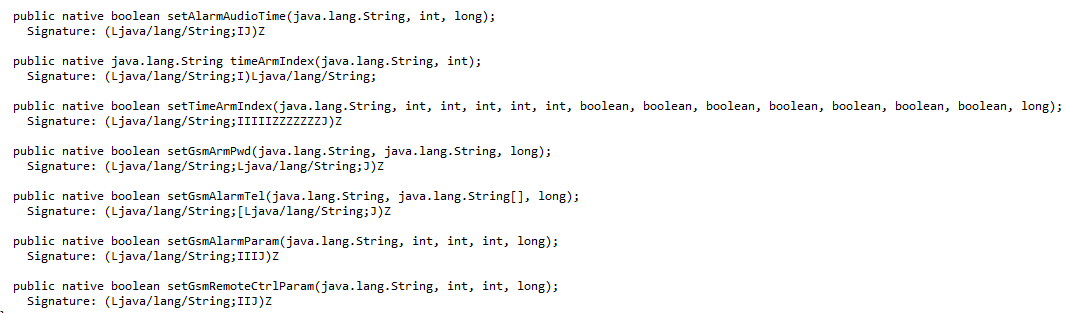 public native boolean setAlarmAudioTime(java.lang.String, int, long);
Signature: (Ljava/lang/String;IJ)Z
public native java.lang.String timeArmIndex(java.lang.String, int);
Signature: (Ljava/lang/String;I)Ljava/lang/String;
public native boolean setTimeArmIndex(java.lang.String, int, int, int, int, int, boolean, boolean, boolean, boolean, boolean, boolean, boolean, long);
Signature: (Ljava/lang/String;IIIIIZZZZZZZJ)Z
public native boolean setGsmArmPwd(java.lang.String, java.lang.String, long);
Signature: (Ljava/lang/String;Ljava/lang/String;J)Z
public native boolean setGsmAlarmTel(java.lang.String, java.lang.String[], long);
Signature: (Ljava/lang/String;[Ljava/lang/String;J)Z
public native boolean setGsmAlarmParam(java.lang.String, int, int, int, long);
Signature: (Ljava/lang/String;IIIJ)Z
public native boolean setGsmRemoteCtrlParam(java.lang.String, int, int, long);
Signature: (Ljava/lang/String;IIJ)Z